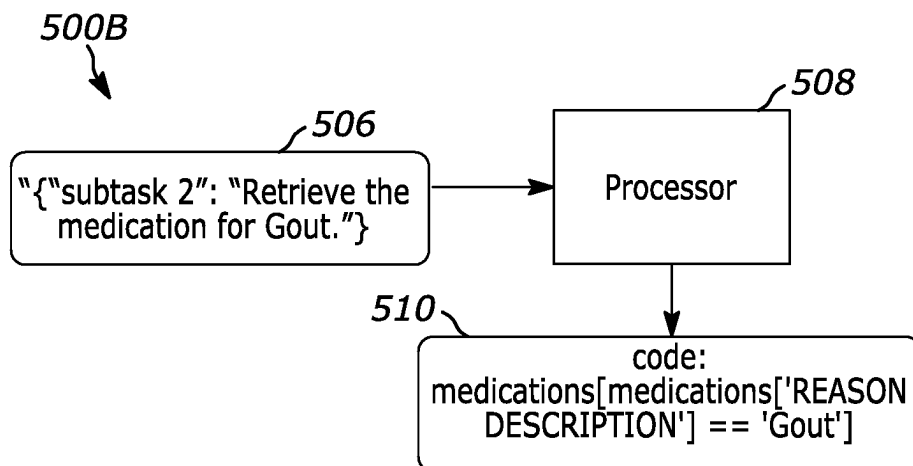 500B
508
506
“{“subtask 2”: “Retrieve the
medication for Gout.”}
Processor
510
code:
medications[medications['REASON
DESCRIPTION'] == 'Gout']